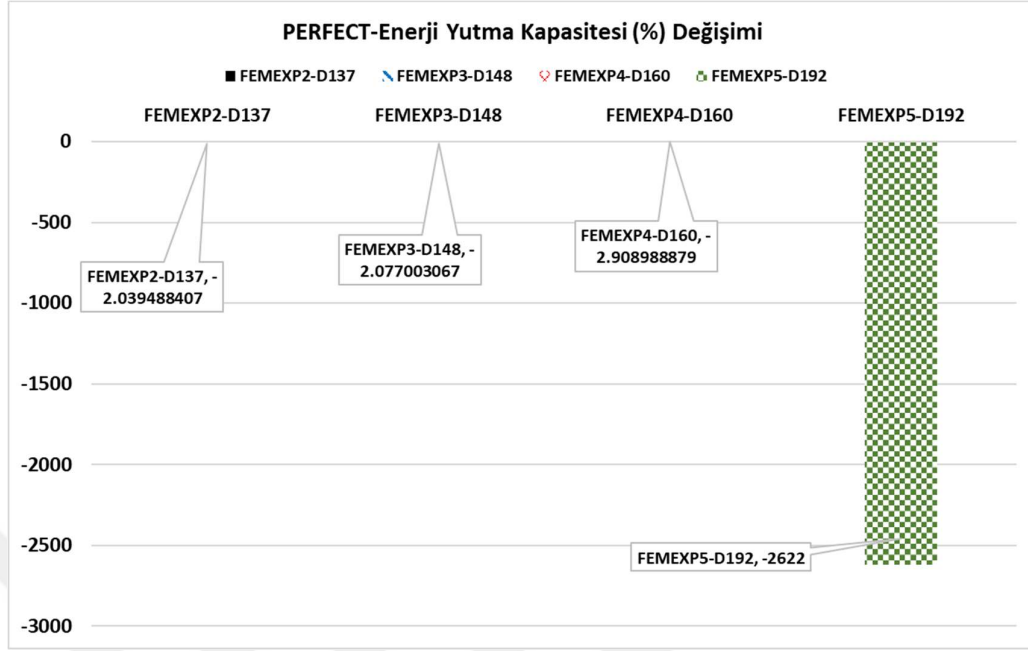 PERFECT-Enerji Yutma Kapasitesi (%) Değişimi
FEMEXP2-D137 FEMEXP3-D148 FEMEXP4-D160 FEMEXP5-D192
FEMEXP2-D137 FEMEXP3-D148 FEMEXP4-D160 FEMEXP5-D192
0
-500
FEMEXP4-D160, -
2.908988879
FEMEXP3-D148, -
2.077003067
FEMEXP2-D137, -
2.039488407
-1000
-1500
-2000
-2500
FEMEXP5-D192, -2622
-3000